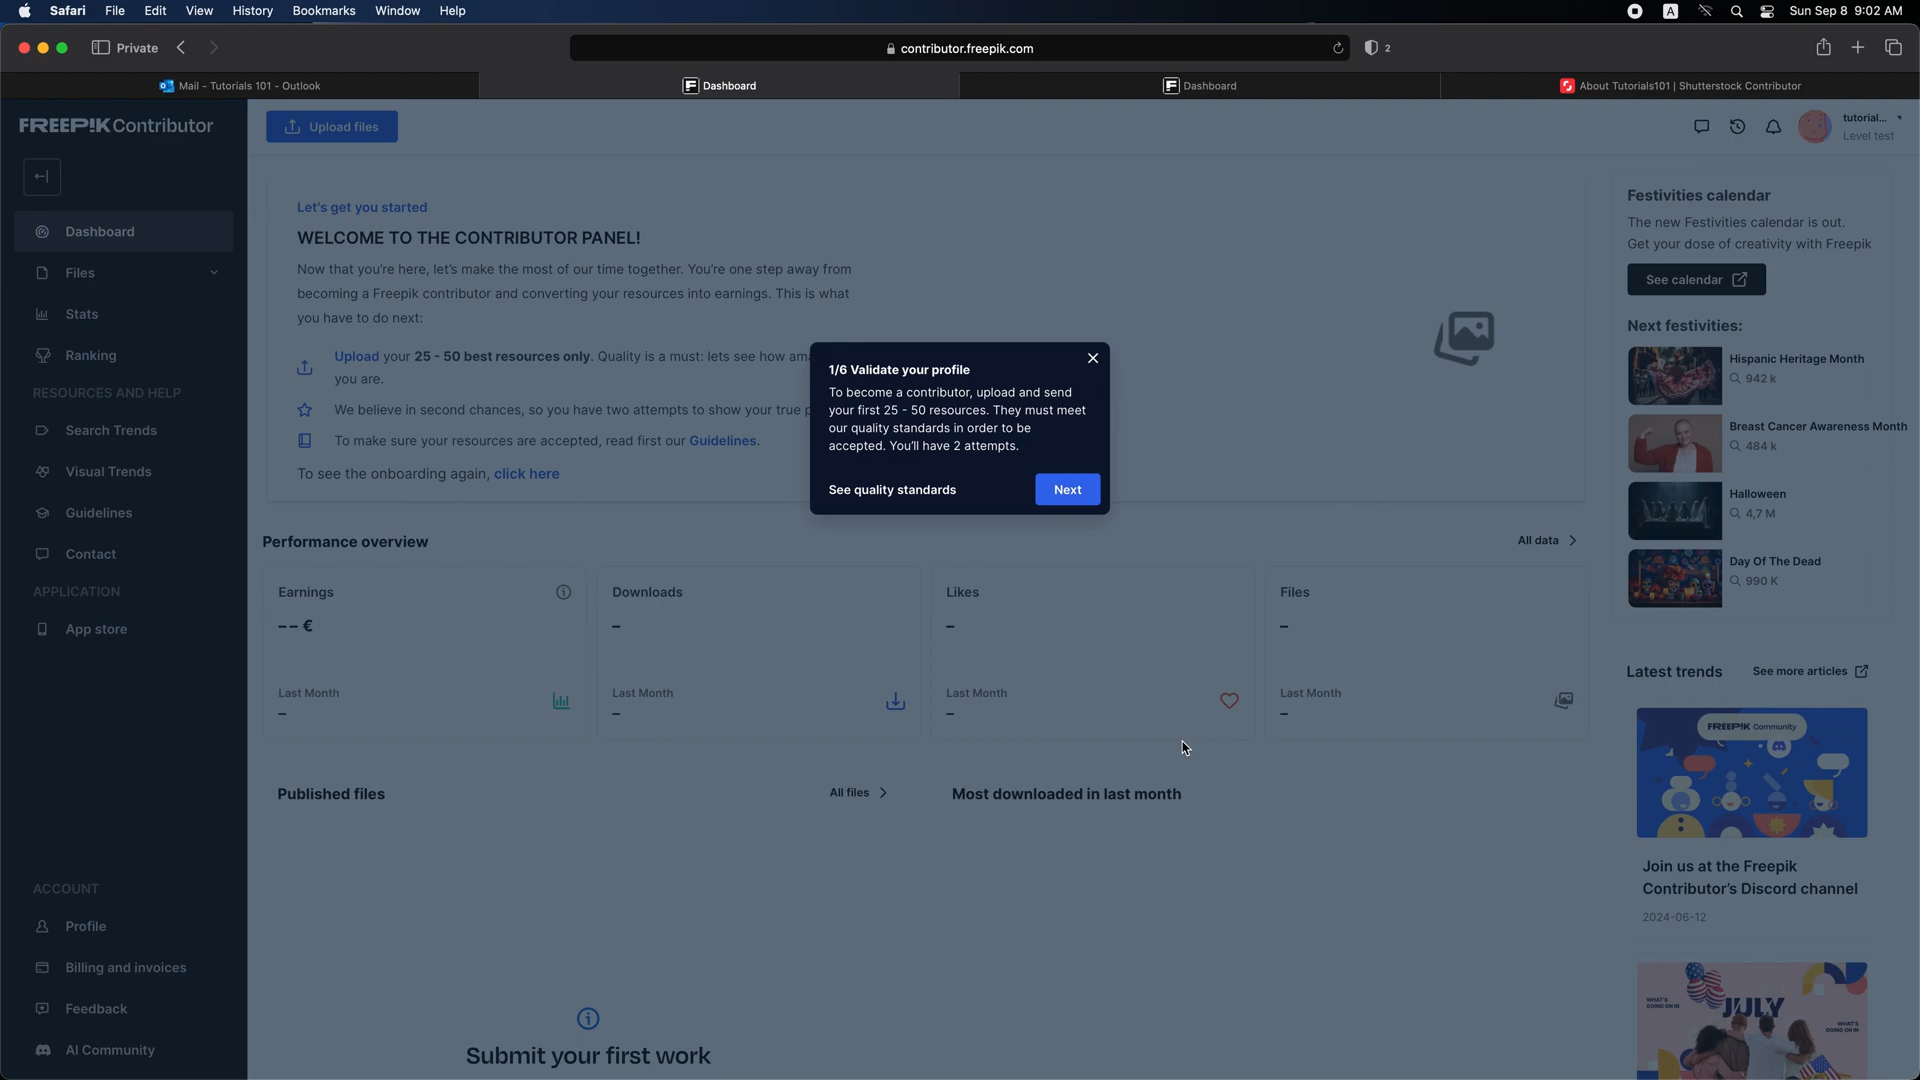 Safari File Edit View History Bookmarks Window Help
A
Sun Sep 8 9:02 AM
Private
contributor.freepik.com
2
Mail - Tutorials 101 - Outlook
Dashboard
Dashboard
About Tutorials101 | Shutterstock Contributor
FREEP!K Contributor
Upload files
tutorial...
Level test
Dashboard
Files
Stats
Ranking
RESOURCES AND HELP
Search Trends
Visual Trends
Guidelines
Contact
APPLICATION
App store
ACCOUNT
Profile
Billing and invoices
Feedback
AI Community
Let's get you started
WELCOME TO THE CONTRIBUTOR PANEL!
Now that you're here, let's make the most of our time together. You're one step away from
becoming a Freepik contributor and converting your resources into earnings. This is what
you have to do next:
Upload your 25 - 50 best resources only. Quality is a must: lets see how
you are.
We believe in second chances, so you have two attempts to show your true
To make sure your resources are accepted, read first our Guidelines.
To see the onboarding again, click here
1/6 Validate your profile
To become a contributor, upload and send
your first 25 - 50 resources. They must meet
our quality standards in order to be
accepted. You'll have 2 attempts.
See quality standards
Next
Performance overview
All data
Earnings
-- €
Last Month
–
Downloads
–
Last Month
–
Likes
–
Last Month
–
Files
–
Last Month
–
Published files
All files
Most downloaded in last month
Submit your first work
Festivities calendar
The new Festivities calendar is out.
Get your dose of creativity with Freepik
See calendar
Next festivities:
Hispanic Heritage Month
942 k
Breast Cancer Awareness Month
484 k
Halloween
4,7 M
Day Of The Dead
990 K
Latest trends
See more articles
FREEP!K Community
Join us at the Freepik
Contributor's Discord channel
2024-06-12
WHAT'S
GOING ON IN
JULY
WHAT'S
GOING ON IN